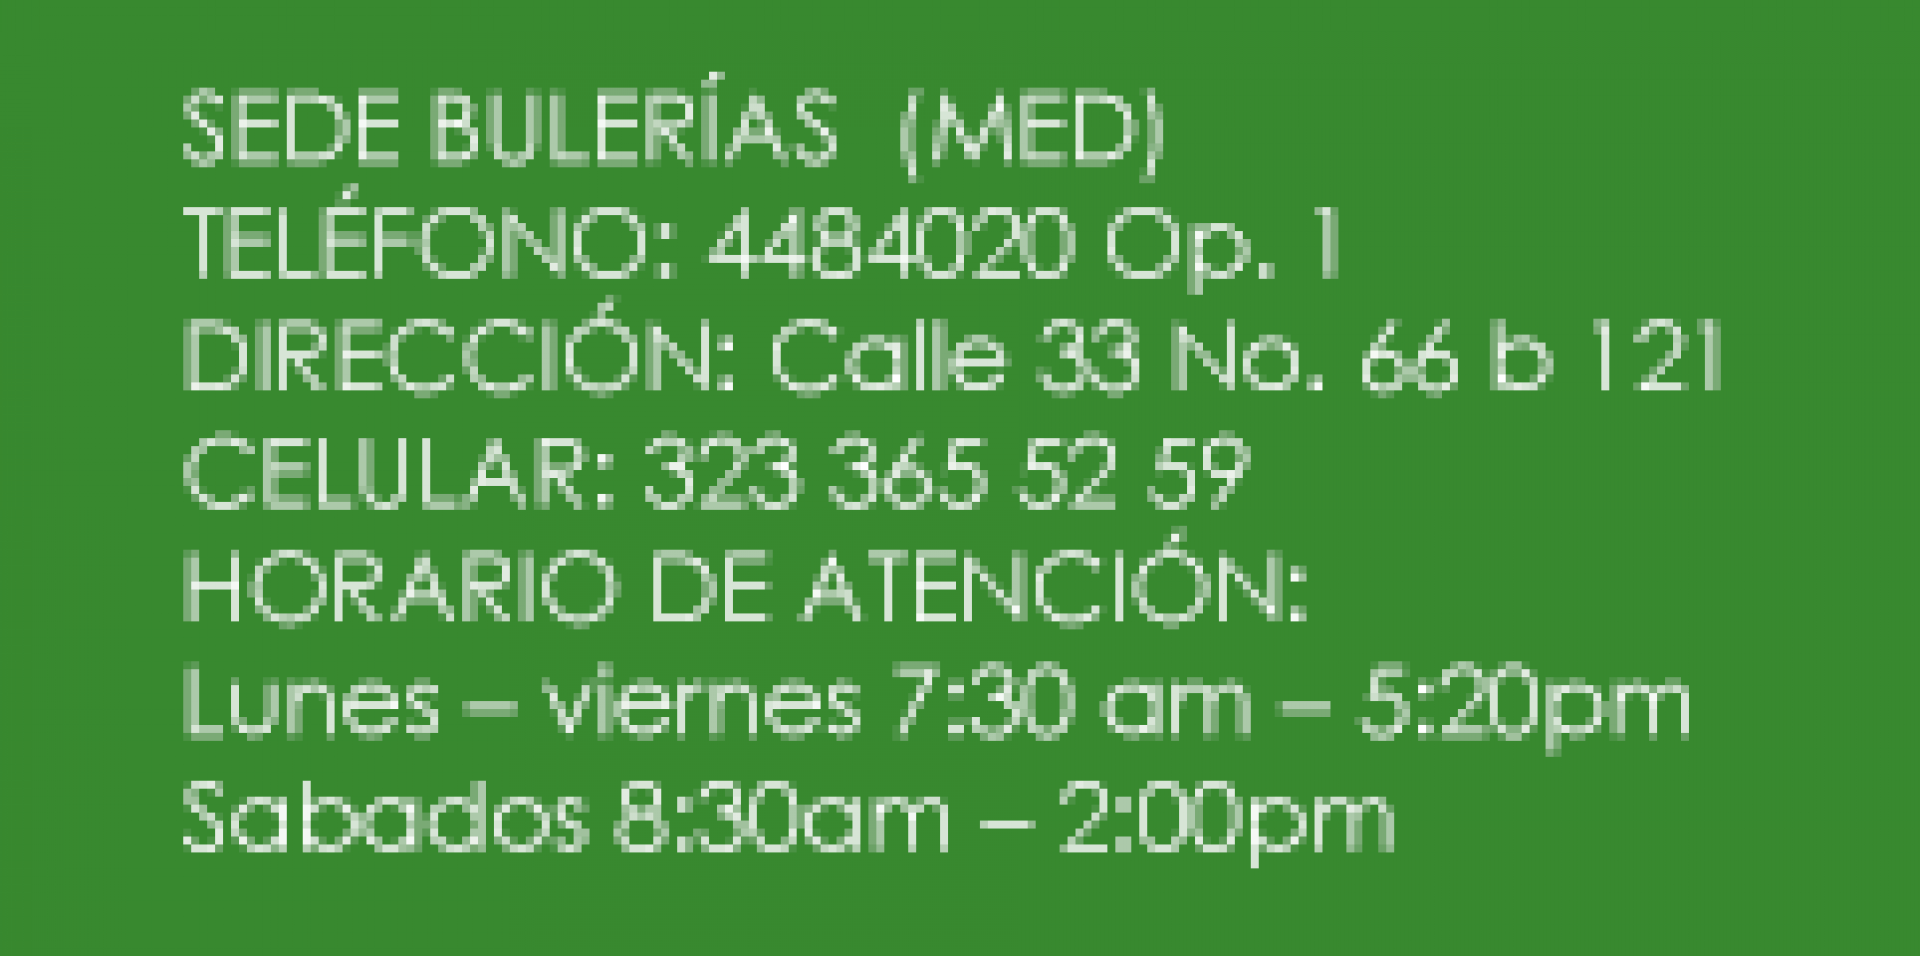 SEDE BULERÍAS (MED)
TELÉFONO: 4484020 Op. 1
DIRECCIÓN: Calle 33 No. 66 b 121
CELULAR: 323 365 52 59
HORARIO DE ATENCIÓN:
Lunes – viernes 7:30 am – 5:20pm
Sabados 8:30am – 2:00pm